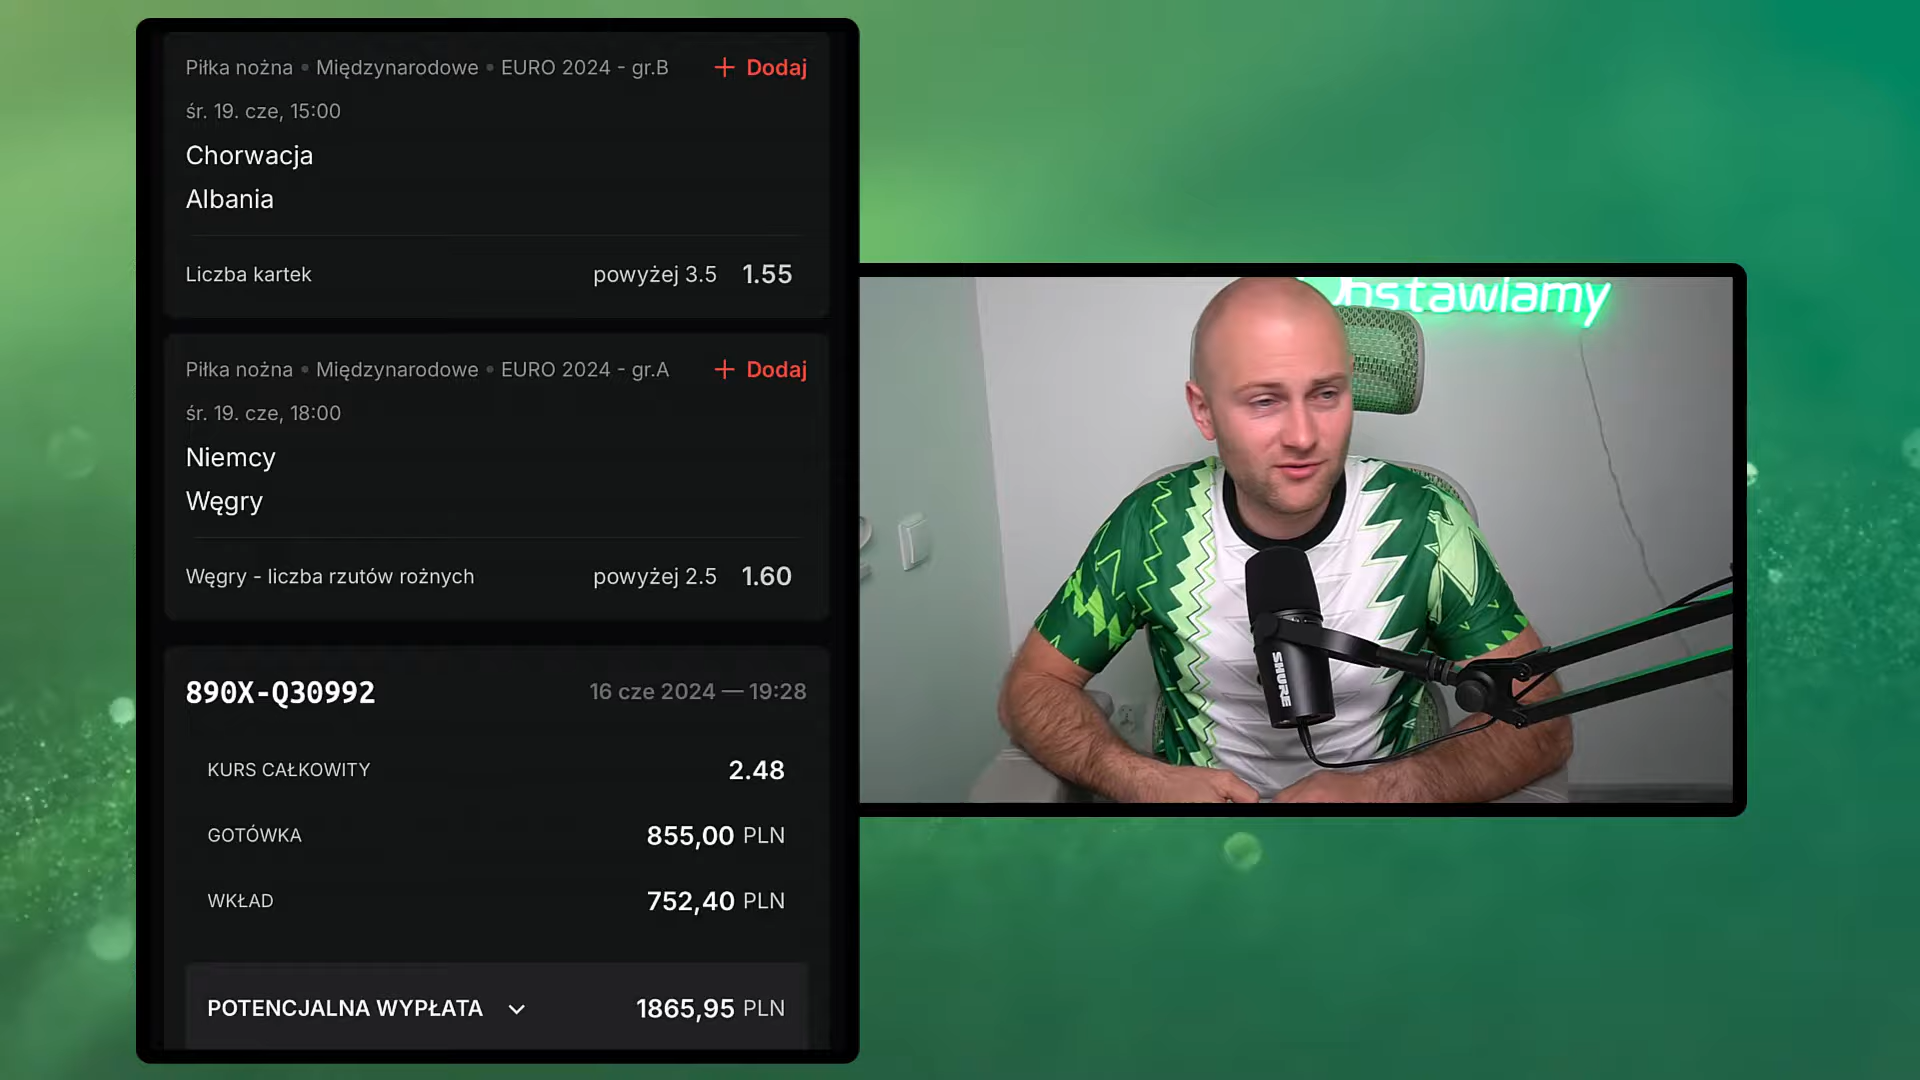 Piłka nożna • Międzynarodowe • EURO 2024 - gr.B + Dodaj
śr. 19. cze, 15:00
Chorwacja
Albania
Liczba kartek powyżej 3.5 1.55
Piłka nożna • Międzynarodowe • EURO 2024 - gr.A + Dodaj
śr. 19. cze, 18:00
Niemcy
Węgry
Węgry - liczba rzutów rożnych powyżej 2.5 1.60
890X-Q30992 16 cze 2024 — 19:28
KURS CAŁKOWITY 2.48
GOTÓWKA 855,00 PLN
WKŁAD 752,40 PLN
POTENCJALNA WYPŁATA 1865,95 PLN
SHURE